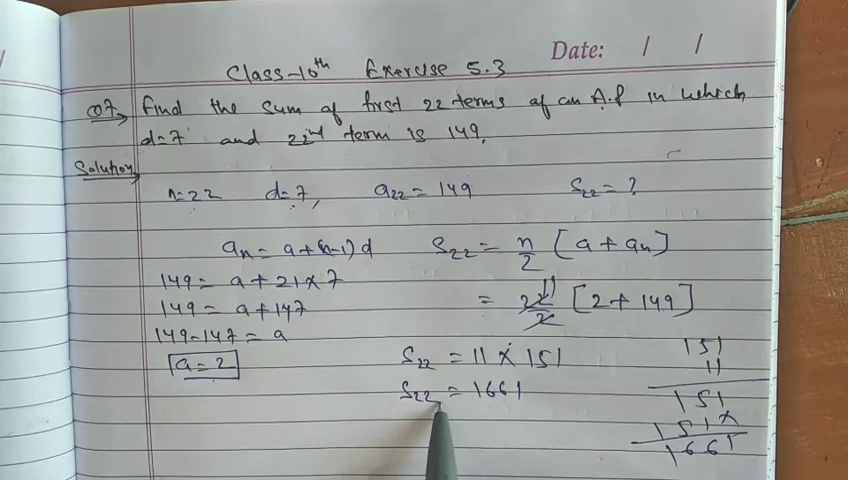 Date: / /
Class-10th Exercise 5.3
Q7 Find the sum of first 22 terms of an A.P in which
d=7 and 22nd term is 149.
Solution
n=22 d=7, a22=149 S22=?
an=a+(n-1)d S22=n/2[a+an]
149=a+21×7
149=a+147 =22/2 11[2+149]
149-147=a
a=2 S22=11×151
S22=1661
151
11
151
151×
1661